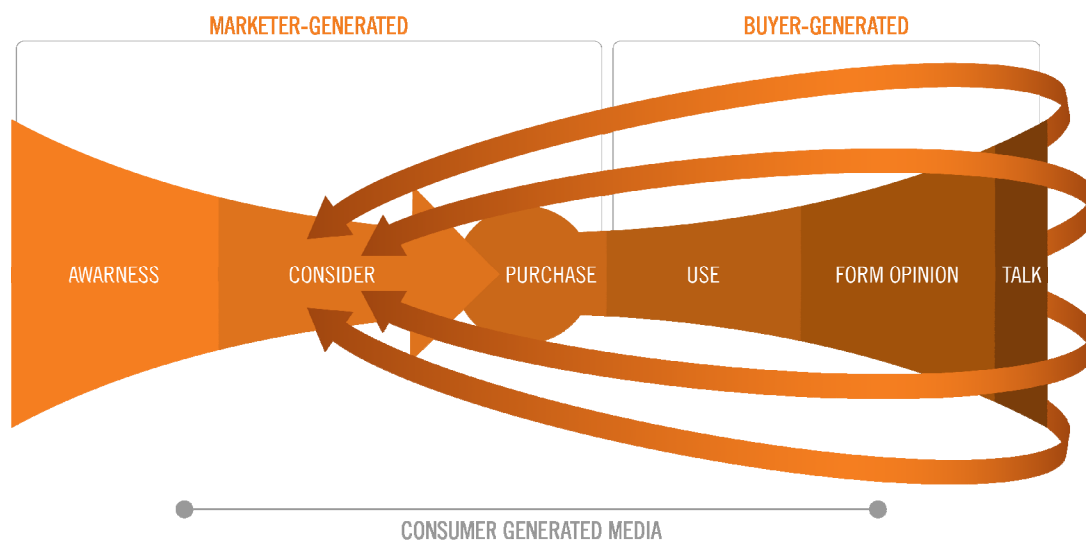 MARKETER-GENERATED
BUYER-GENERATED
AWARNESS
CONSIDER
PURCHASE
USE
FORM OPINION
TALK
CONSUMER GENERATED MEDIA